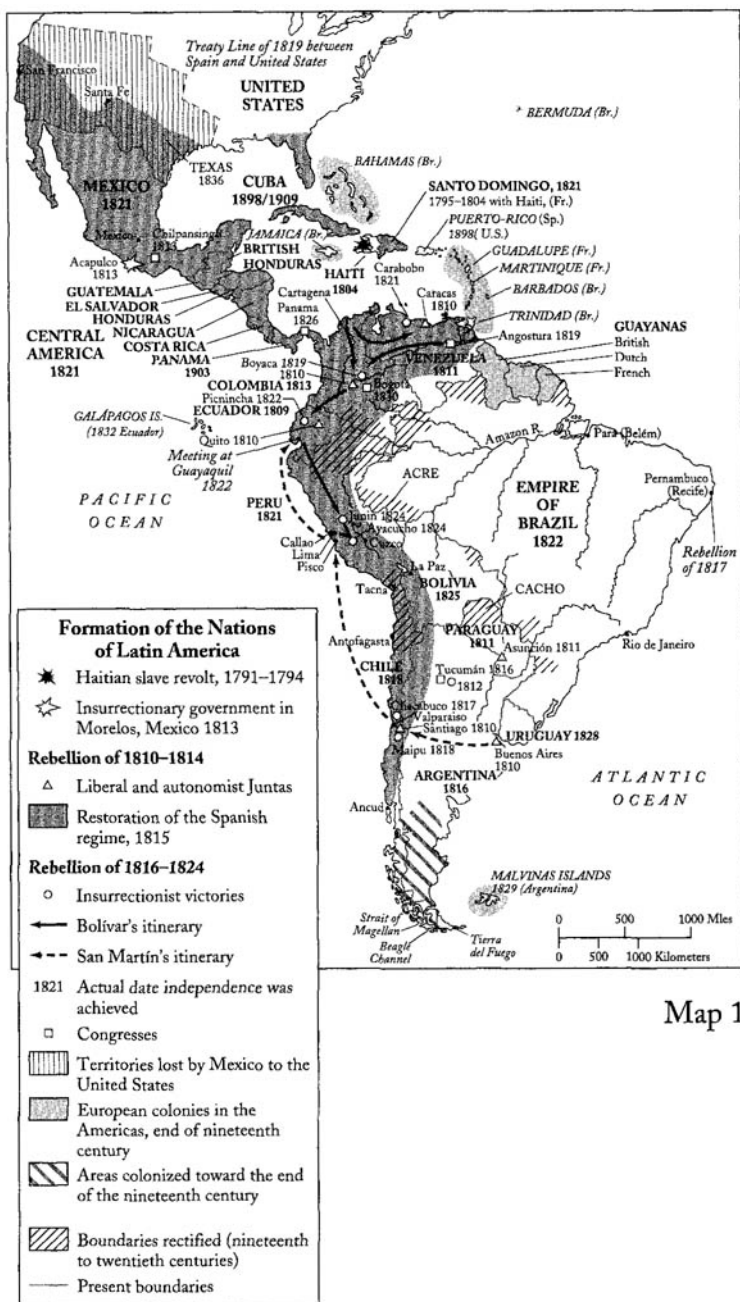 Treaty Line of 1819 between
Spain and United States
San Francisco
Santa Fe
UNITED
STATES
BERMUDA (Br.)
TEXAS
1836
BAHAMAS (Br.)
MEXICO
1821
CUBA
1898/1909
SANTO DOMINGO, 1821
1795–1804 with Haiti, (Fr.)
PUERTO-RICO (Sp.)
1898( U.S.)
Mexico
Chilpansingo
1813
JAMAICA (Br.)
BRITISH
HONDURAS
HAITI
1804
GUADALUPE (Fr.)
MARTINIQUE (Fr.)
BARBADOS (Br.)
TRINIDAD (Br.)
Acapulco
1813
Carabobo
1821
Caracas
1810
GUATEMALA
EL SALVADOR
HONDURAS
NICARAGUA
COSTA RICA
PANAMA
1903
Cartagena
Panama
1826
CENTRAL
AMERICA
1821
Angostura 1819
VENEZUELA
1811
GUAYANAS
British
Dutch
French
Boyaca 1819
1810
Bogotá
1830
COLOMBIA 1813
Picnincha 1822
ECUADOR 1809
GALÁPAGOS IS.
(1832 Ecuador)
Quito 1810
Meeting at
Guayaquil
1822
Amazon R.
Pará (Belém)
ACRE
Pernambuco
(Recife)
EMPIRE
OF
BRAZIL
1822
Rebellion
of 1817
PACIFIC
OCEAN
PERU
1821
Junin 1824
Ayacucho 1824
Callao
Lima
Pisco
Cuzco
La Paz
BOLIVIA
1825
Tacna
CACHO
PARAGUAY
1811
Antofagasta
Asunción 1811
Rio de Janeiro
CHILE
1818
Tucumán
1816
1812
Chacabuco 1817
Valparaiso
Sántiago 1810
Maipu 1818
URUGUAY 1828
Buenos Aires
1810
ARGENTINA
1816
ATLANTIC
OCEAN
Ancud
MALVINAS ISLANDS
1829 (Argentina)
Strait of
Magellan
Beagle
Channel
Tierra
del Fuego
0 500 1000 Mles
0 500 1000 Kilometers
Formation of the Nations
of Latin America
Haitian slave revolt, 1791–1794
Insurrectionary government in
Morelos, Mexico 1813
Rebellion of 1810–1814
Liberal and autonomist Juntas
Restoration of the Spanish
regime, 1815
Rebellion of 1816–1824
Insurrectionist victories
Bolívar's itinerary
San Martín's itinerary
1821 Actual date independence was
achieved
Congresses
Territories lost by Mexico to the
United States
European colonies in the
Americas, end of nineteenth
century
Areas colonized toward the end
of the nineteenth century
Boundaries rectified (nineteenth
to twentieth centuries)
Present boundaries
Map 1